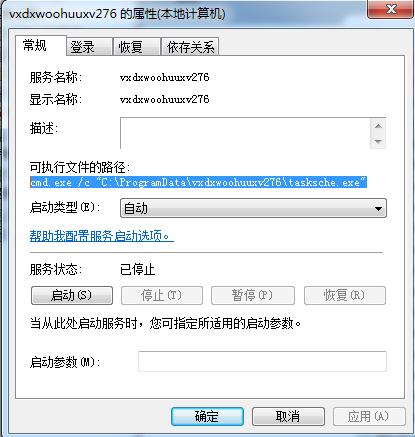 vxdxwoohuuxv276 的属性(本地计算机)
常规 登录 恢复 依存关系
服务名称: vxdxwoohuuxv276
显示名称: vxdxwoohuuxv276
描述:
可执行文件的路径:
cmd.exe /c "C:\ProgramData\vxdxwoohuuxv276\tasksche.exe"
启动类型(E): 自动
帮助我配置服务启动选项。
服务状态: 已停止
启动(S) 停止(T) 暂停(P) 恢复(R)
当从此处启动服务时，您可指定所适用的启动参数。
启动参数(M):
确定 取消 应用(A)